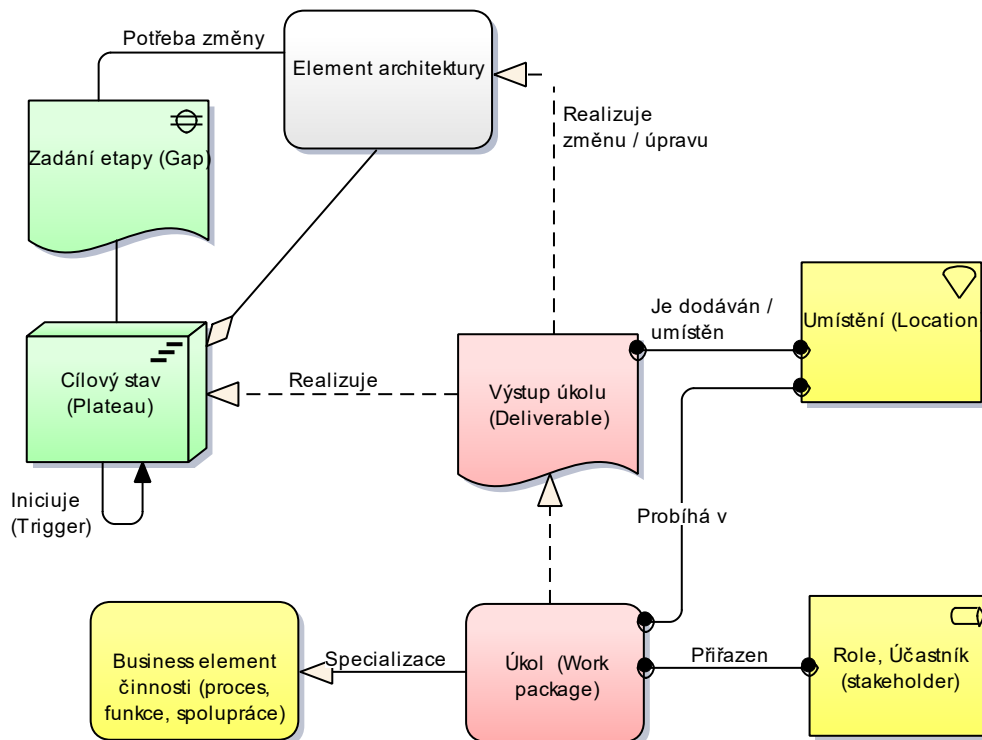 Potřeba změny
Element architektury
Zadání etapy (Gap)
Realizuje
změnu / úpravu
Je dodáván /
umístěn
Umístění (Location
Cílový stav
(Plateau)
Realizuje
Výstup úkolu
(Deliverable)
Iniciuje
(Trigger)
Probíhá v
Business element
činnosti (proces,
funkce, spolupráce)
Specializace
Úkol (Work
package)
Přiřazen
Role, Účastník
(stakeholder)